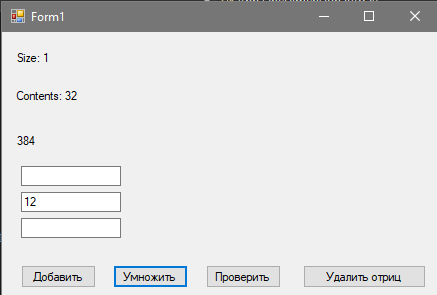 Form1
Size: 1
Contents: 32
384
12
Добавить Умножить Проверить Удалить отриц